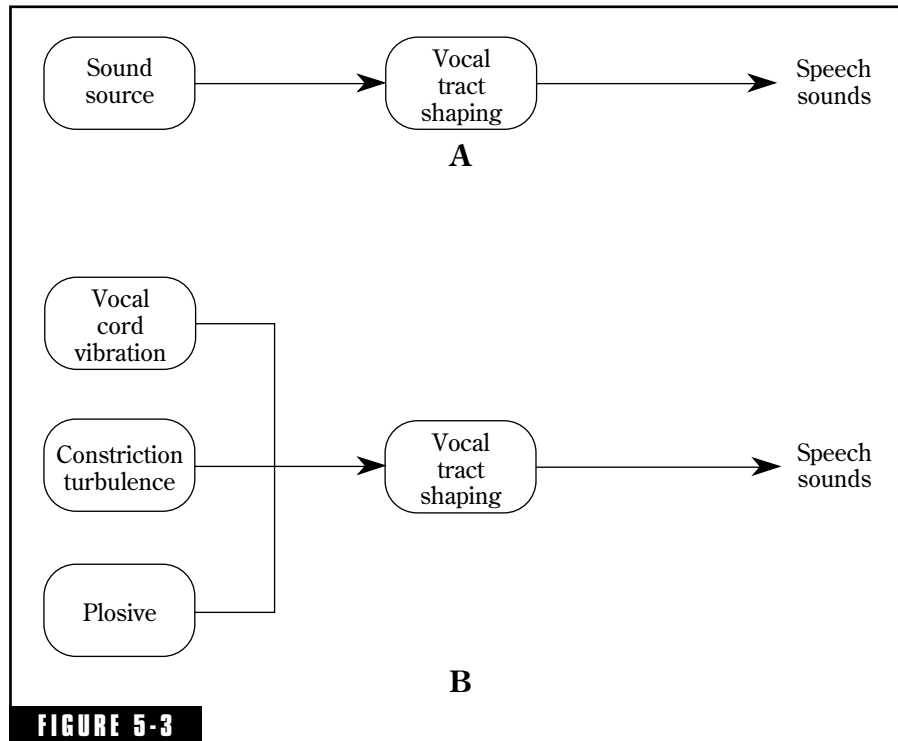 Sound
source
Vocal
tract
shaping
Speech
sounds
A
Vocal
cord
vibration
Constriction
turbulence
Plosive
Vocal
tract
shaping
Speech
sounds
B
FIGURE 5-3